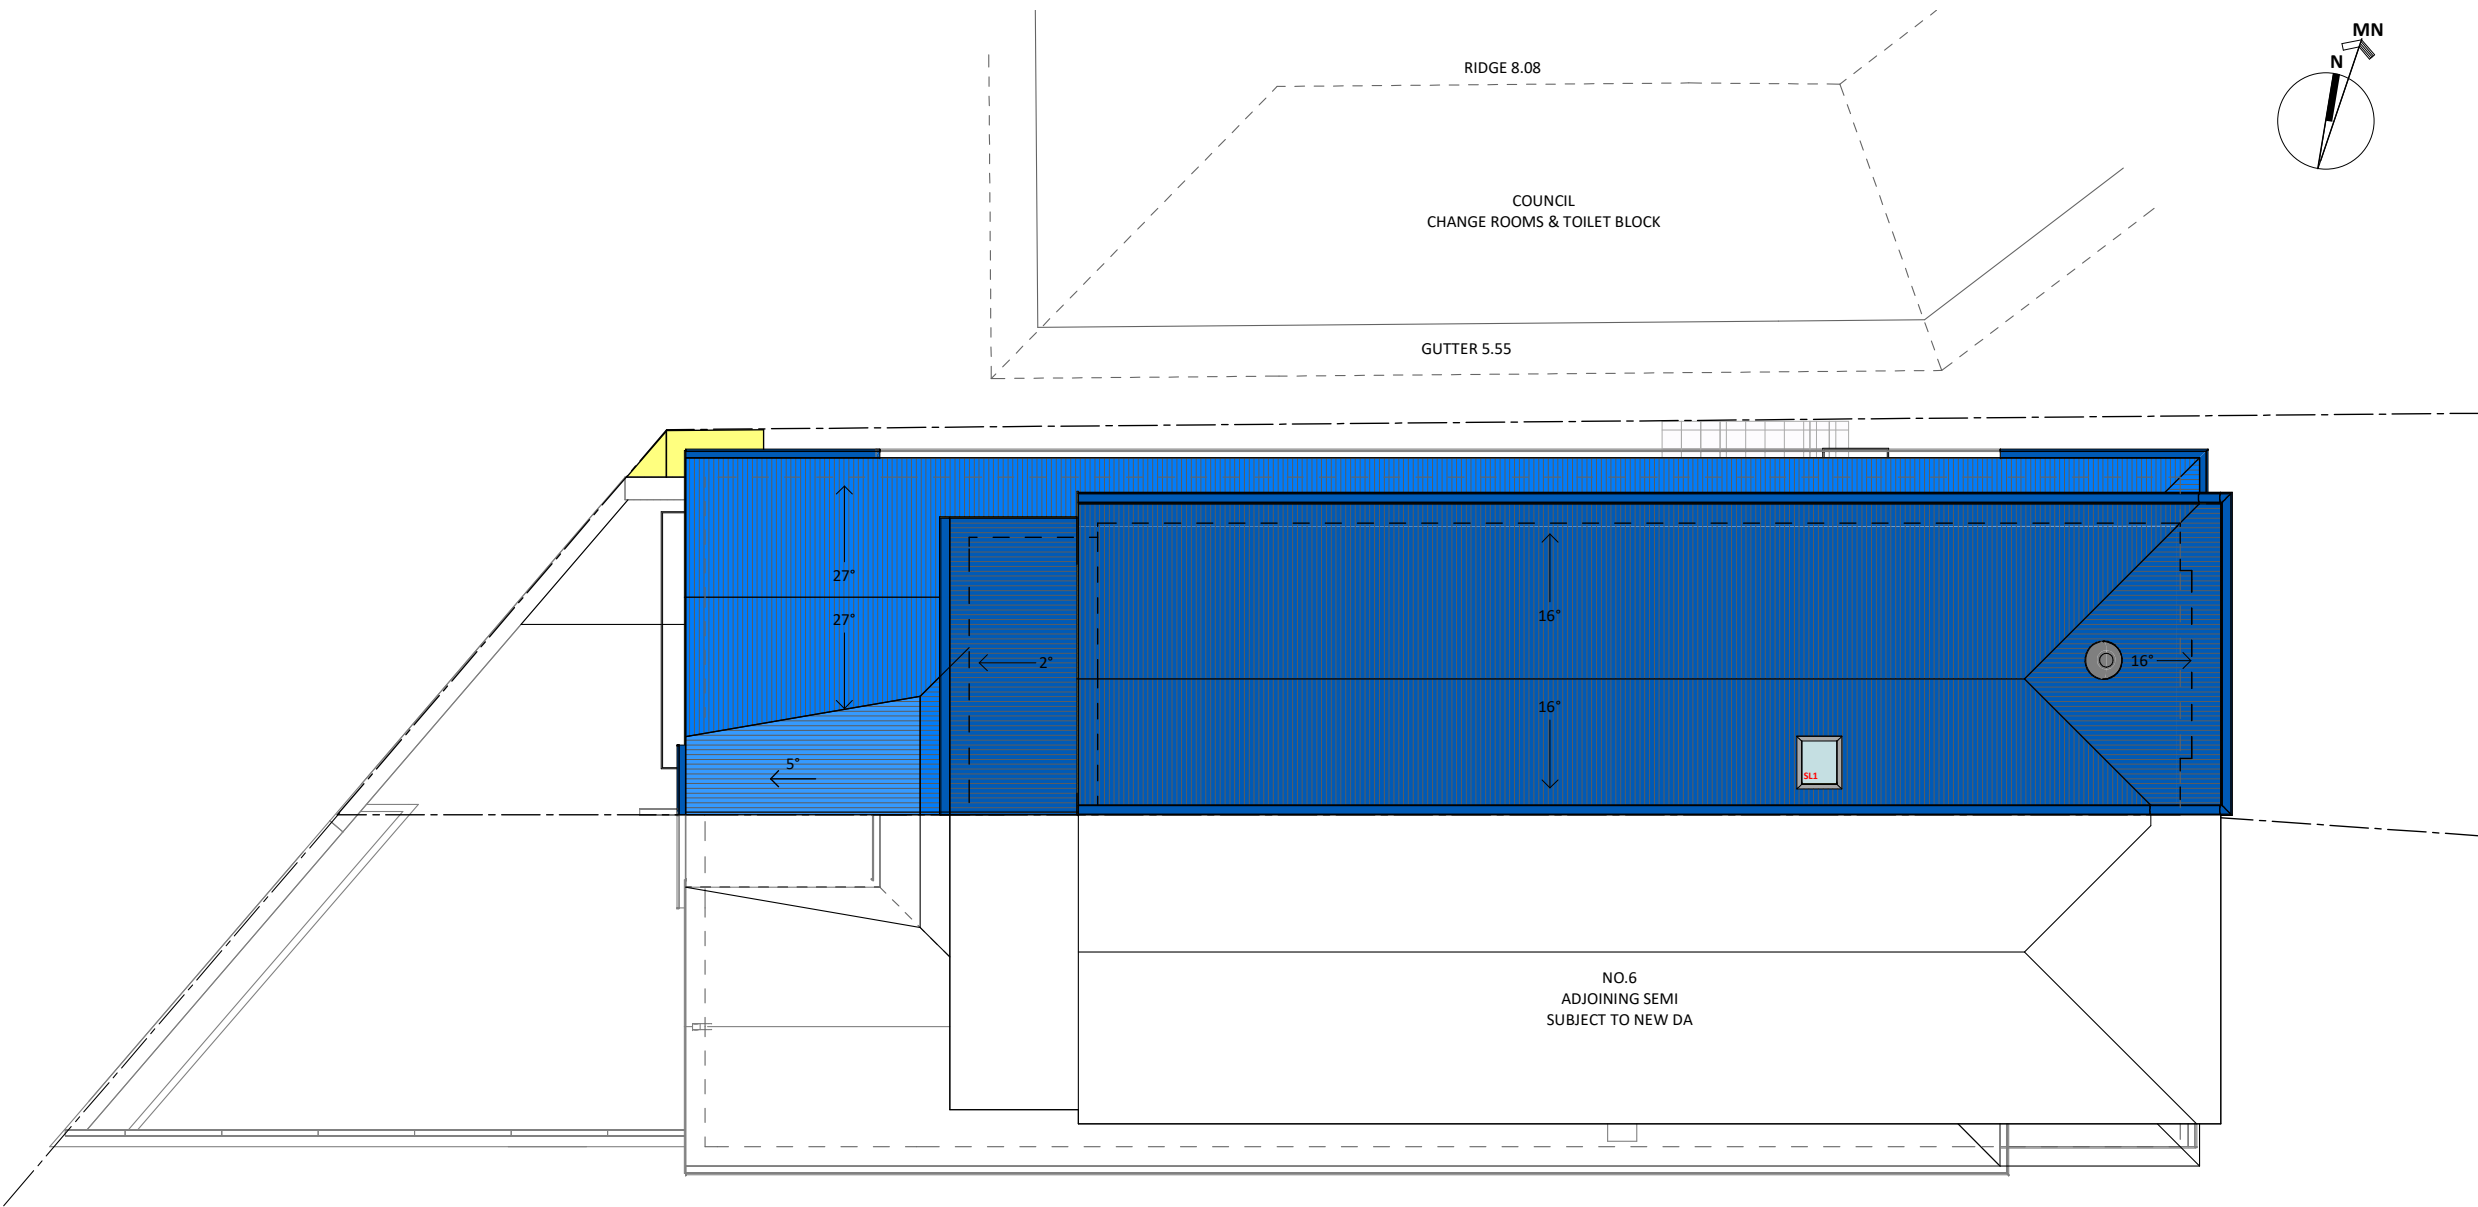 MN
N
RIDGE 8.08
COUNCIL
CHANGE ROOMS & TOILET BLOCK
GUTTER 5.55
27°
27°
2°
16°
16°
16°
5°
SL1
NO.6
ADJOINING SEMI
SUBJECT TO NEW DA